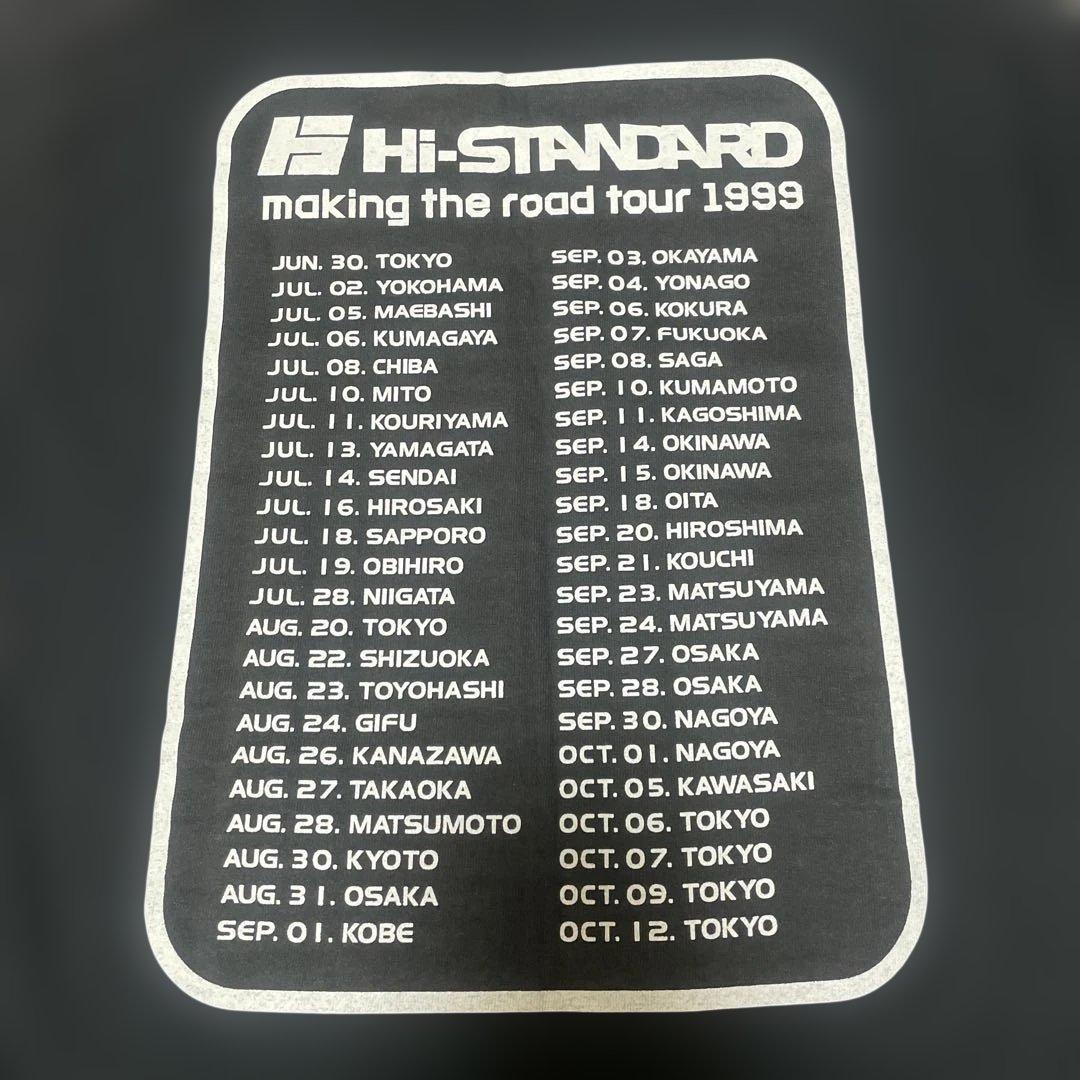 Hi-STANDARD
making the road tour 1999
JUN. 30. TOKYO
JUL. 02. YOKOHAMA
JUL. 05. MAEBASHI
JUL. 06. KUMAGAYA
JUL. 08. CHIBA
JUL. 10. MITO
JUL. 11. KOURIYAMA
JUL. 13. YAMAGATA
JUL. 14. SENDAI
JUL. 16. HIROSAKI
JUL. 18. SAPPORO
JUL. 19. OBIHIRO
JUL. 28. NIIGATA
AUG. 20. TOKYO
AUG. 22. SHIZUOKA
AUG. 23. TOYOHASHI
AUG. 24. GIFU
AUG. 26. KANAZAWA
AUG. 27. TAKAOKA
AUG. 28. MATSUMOTO
AUG. 30. KYOTO
AUG. 31. OSAKA
SEP. 01. KOBE
SEP. 03. OKAYAMA
SEP. 04. YONAGO
SEP. 06. KOKURA
SEP. 07. FUKUOKA
SEP. 08. SAGA
SEP. 10. KUMAMOTO
SEP. 11. KAGOSHIMA
SEP. 14. OKINAWA
SEP. 15. OKINAWA
SEP. 18. OITA
SEP. 20. HIROSHIMA
SEP. 21. KOUCHI
SEP. 23. MATSUYAMA
SEP. 24. MATSUYAMA
SEP. 27. OSAKA
SEP. 28. OSAKA
SEP. 30. NAGOYA
OCT. 01. NAGOYA
OCT. 05. KAWASAKI
OCT. 06. TOKYO
OCT. 07. TOKYO
OCT. 09. TOKYO
OCT. 12. TOKYO